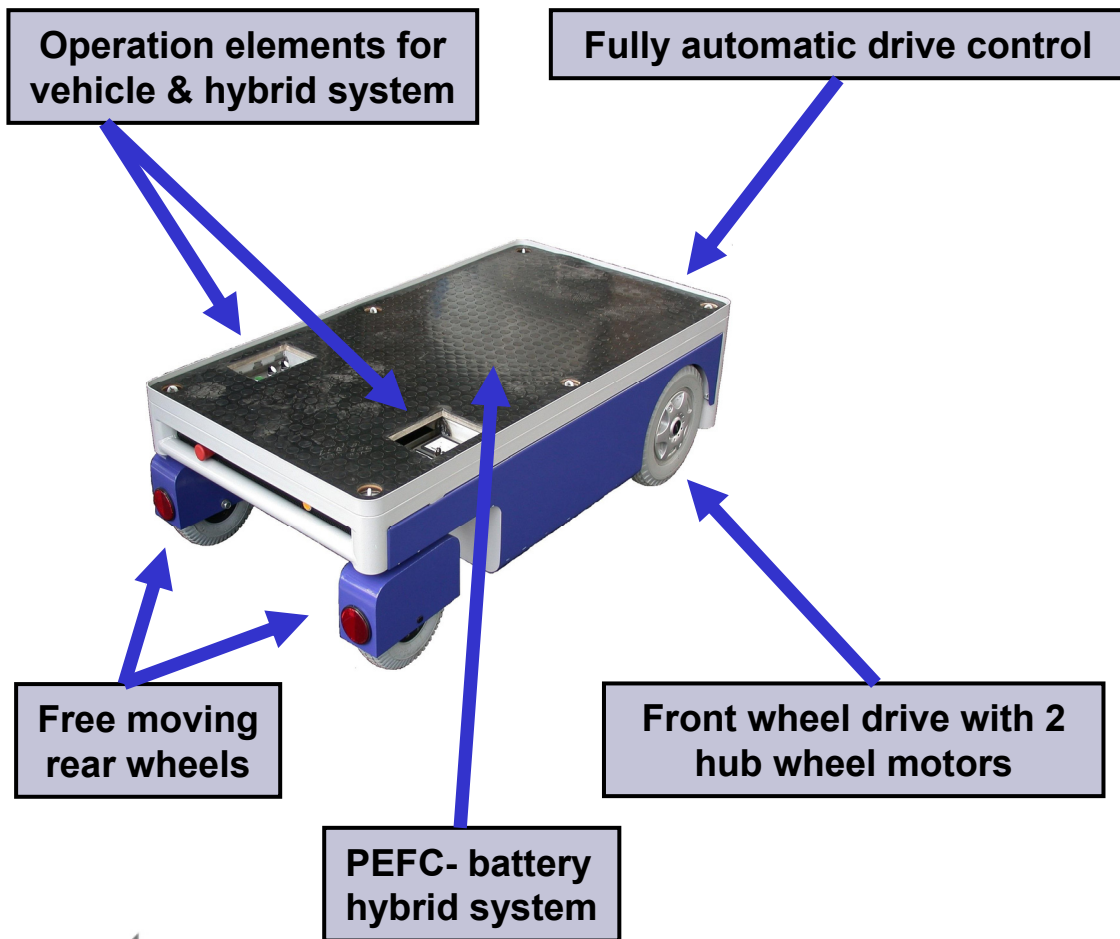 Operation elements for
vehicle & hybrid system
Fully automatic drive control
Free moving
rear wheels
Front wheel drive with 2
hub wheel motors
PEFC- battery
hybrid system